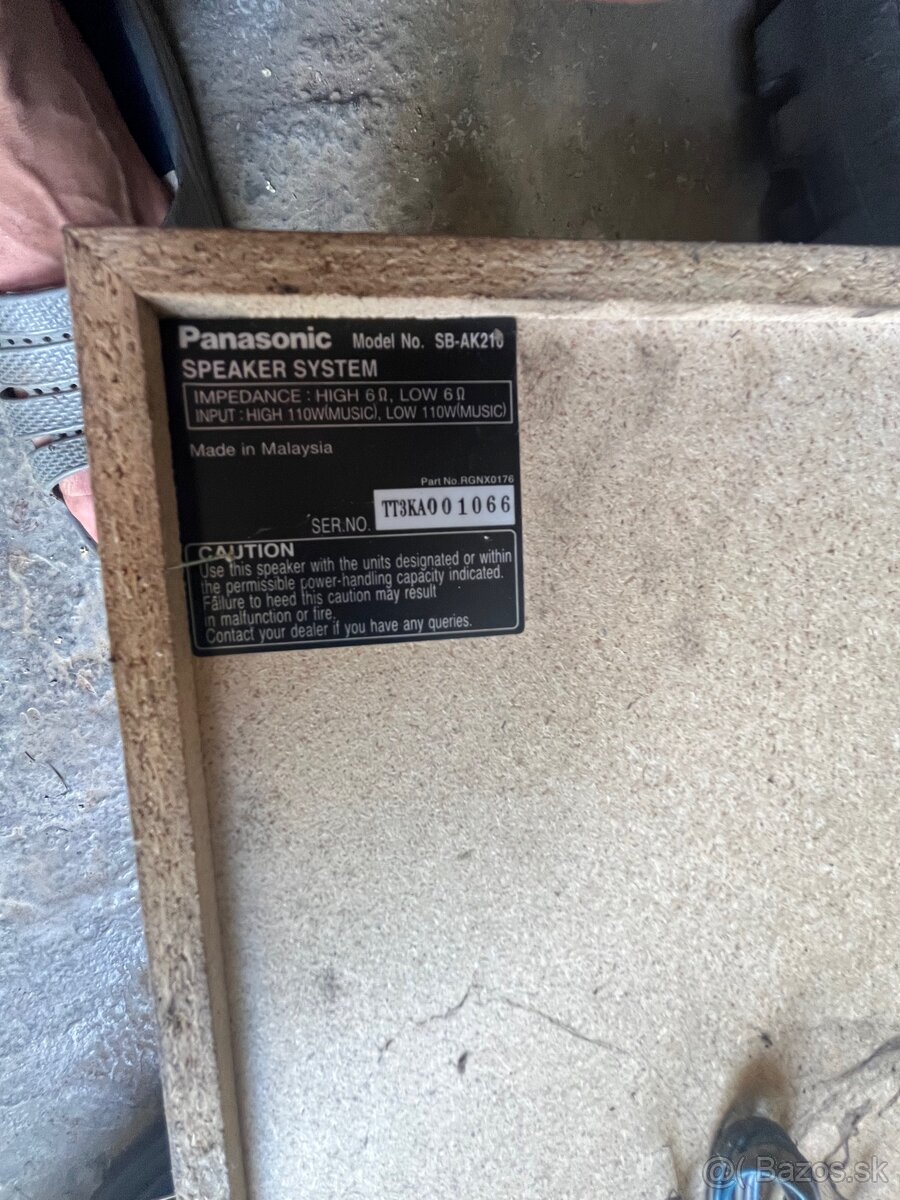 Panasonic Model No. SB-AK210
SPEAKER SYSTEM
IMPEDANCE : HIGH 6Ω, LOW 6Ω
INPUT : HIGH 110W(MUSIC), LOW 110W(MUSIC)
Made in Malaysia
Part No.RGNX0176
SER.NO. TT3KA001066
CAUTION
Use this speaker with the units designated or within
the permissible power-handling capacity indicated.
Failure to heed this caution may result
in malfunction or fire.
Contact your dealer if you have any queries.
@( Bazos.sk